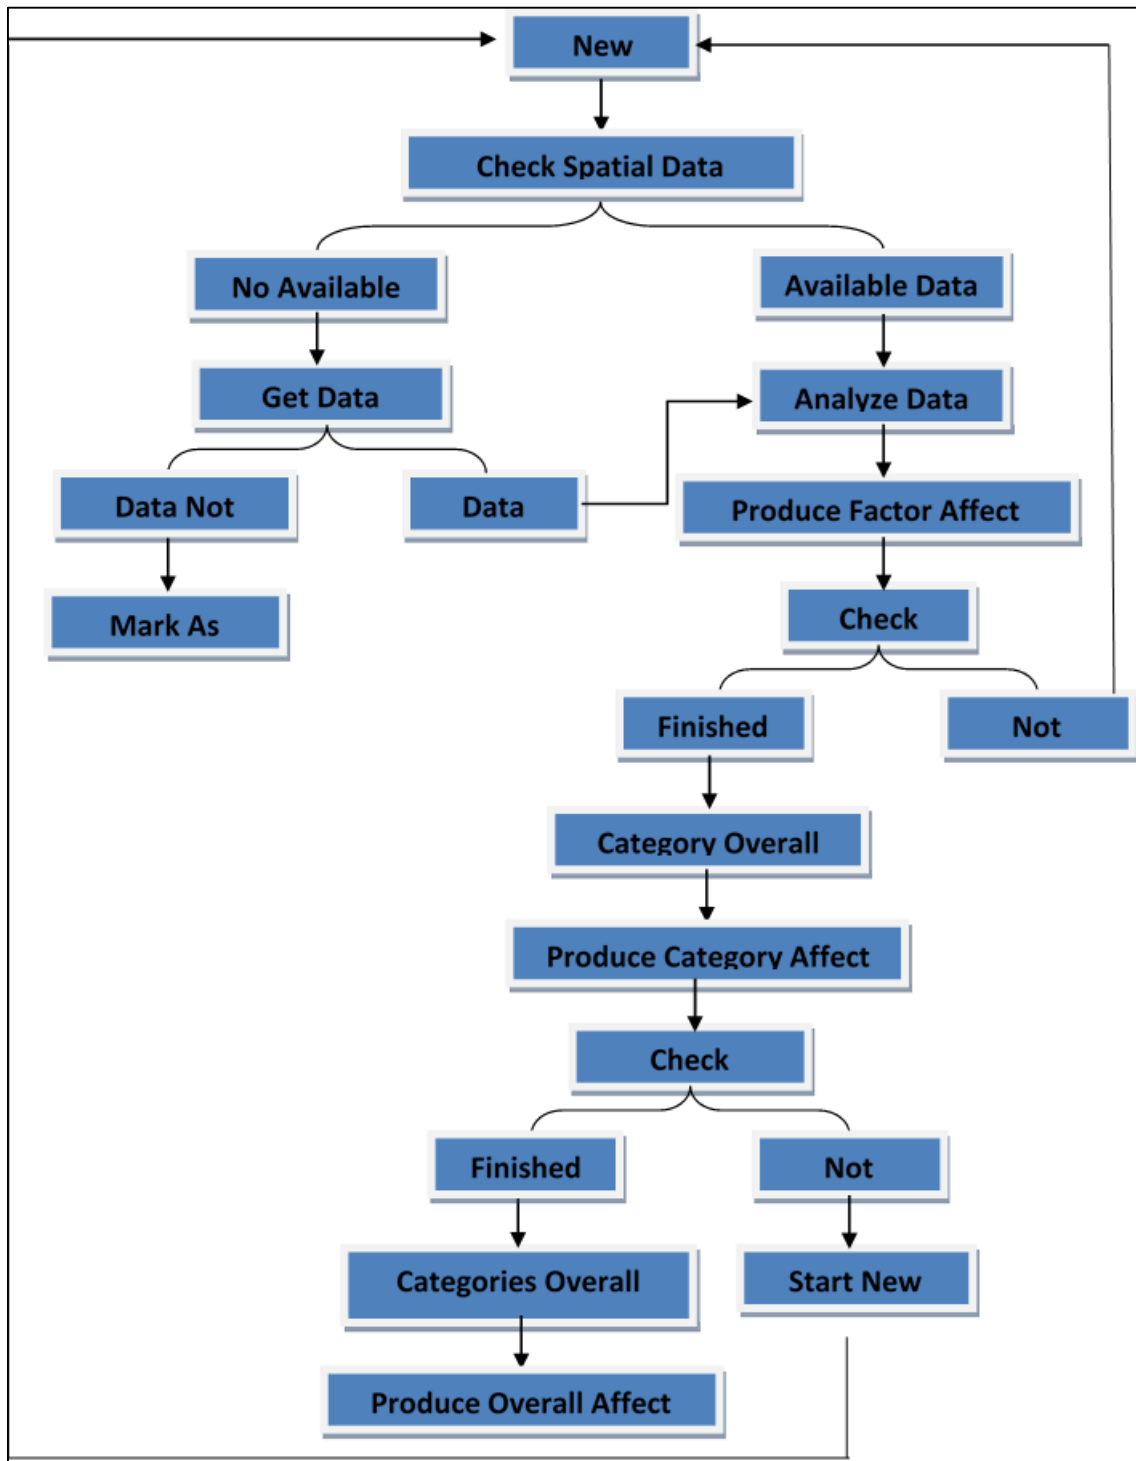 New
Check Spatial Data
No Available
Available Data
Get Data
Analyze Data
Data Not
Data
Produce Factor Affect
Mark As
Check
Finished
Not
Category Overall
Produce Category Affect
Check
Finished
Not
Categories Overall
Start New
Produce Overall Affect